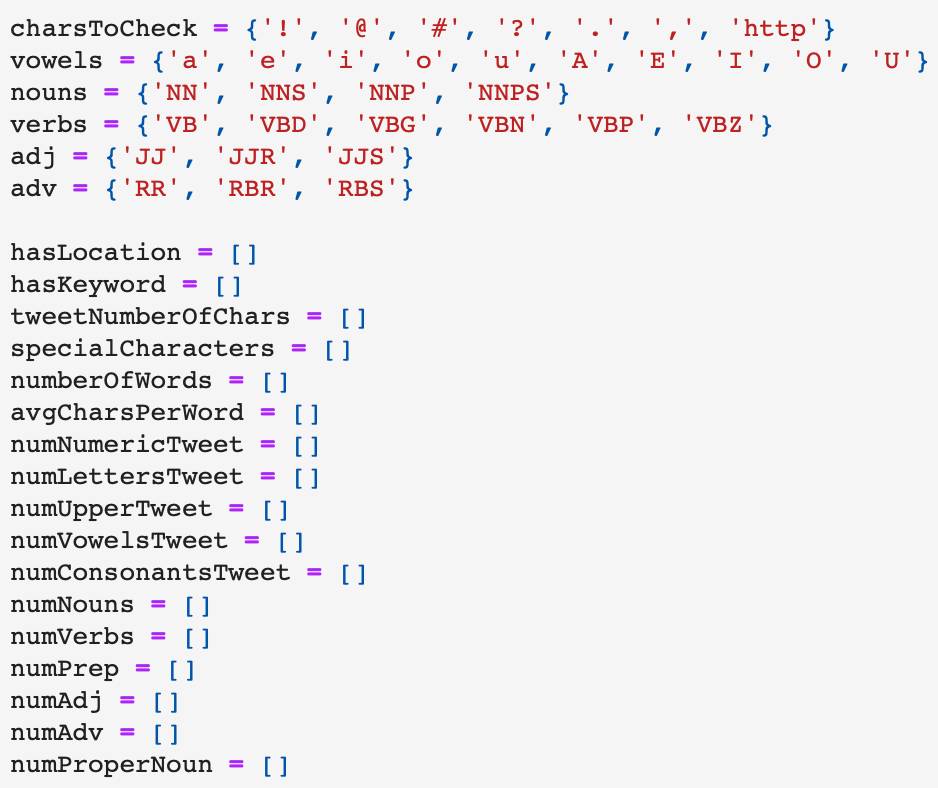 charsToCheck = {'!', '@', '#', '?', '.', ',', 'http'}
vowels = {'a', 'e', 'i', 'o', 'u', 'A', 'E', 'I', 'O', 'U'}
nouns = {'NN', 'NNS', 'NNP', 'NNPS'}
verbs = {'VB', 'VBD', 'VBG', 'VBN', 'VBP', 'VBZ'}
adj = {'JJ', 'JJR', 'JJS'}
adv = {'RR', 'RBR', 'RBS'}
hasLocation = []
hasKeyword = []
tweetNumberOfChars = []
specialCharacters = []
numberOfWords = []
avgCharsPerWord = []
numNumericTweet = []
numLettersTweet = []
numUpperTweet = []
numVowelsTweet = []
numConsonantsTweet = []
numNouns = []
numVerbs = []
numPrep = []
numAdj = []
numAdv = []
numProperNoun = []